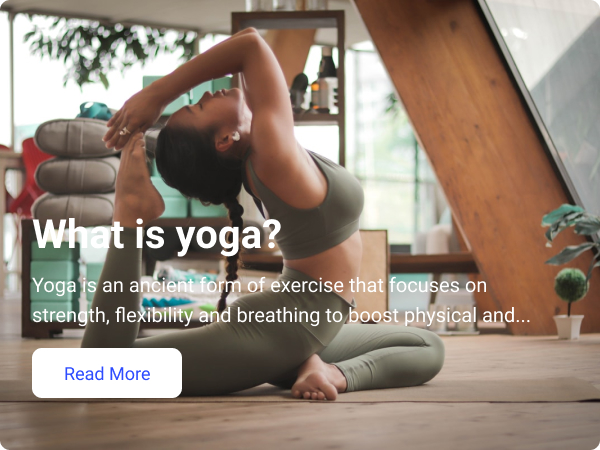 What is yoga?
Yoga is an ancient form of exercise that focuses on
strength, flexibility and breathing to boost physical and...
Read More